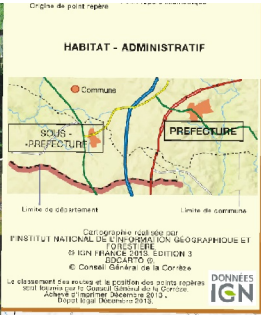 Origine de point repère
HABITAT - ADMINISTRATIF
Commune
SOUS -
-PREFECTURE
PREFECTURE
Limite de département
Limite de commune
Cartographie réalisée par
l'INSTITUT NATIONAL DE L'INFORMATION GÉOGRAPHIQUE ET
FORESTIÈRE
© IGN FRANCE 2013. EDITION 3
BDCARTO ®
© Conseil Général de la Corrèze
Le classement des routes et la position des points repères
sont fournis par le Conseil Général de la Corrèze.
Achevé d'imprimer Décembre 2013.
Dépot légal Décembre 2013.
DONNÉES
IGN